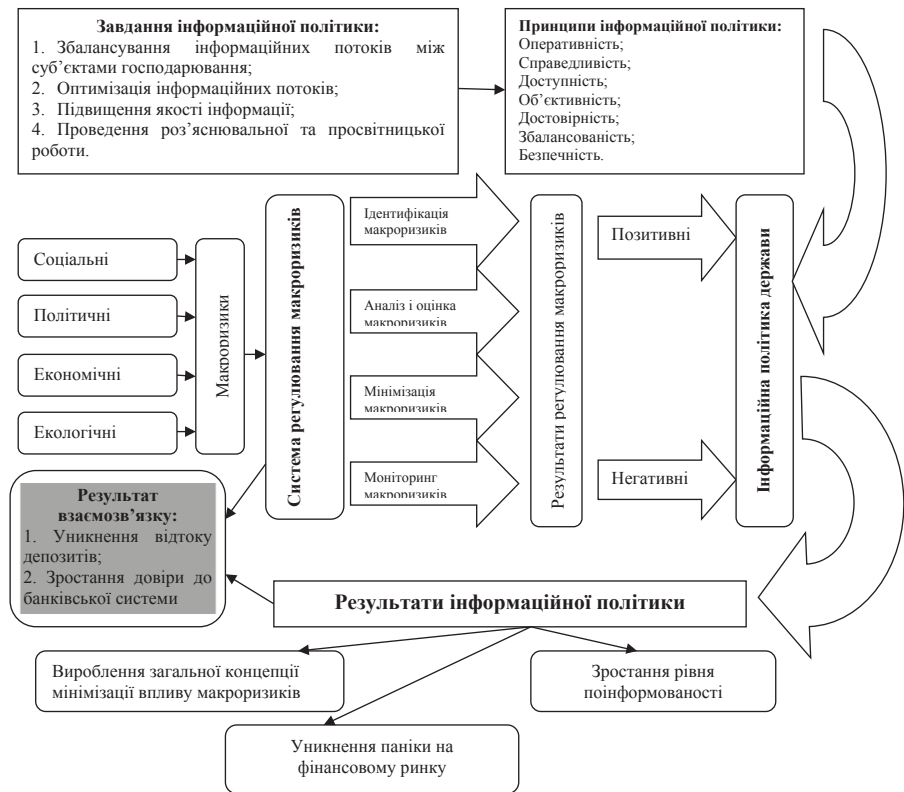 Завдання інформаційної політики:
1. Збалансування інформаційних потоків між
суб’єктами господарювання;
2. Оптимізація інформаційних потоків;
3. Підвищення якості інформації;
4. Проведення роз’яснювальної та просвітницької
роботи.
Принципи інформаційної політики:
Оперативність;
Справедливість;
Доступність;
Об’єктивність;
Достовірність;
Збалансованість;
Безпечність.
Соціальні
Політичні
Економічні
Екологічні
Макроризики
Система регулювання макроризиків
Ідентифікація
макроризиків
Аналіз і оцінка
макроризиків
Мінімізація
макроризиків
Моніторинг
макроризиків
Результати регулювання макроризиків
Позитивні
Негативні
Інформаційна політика держави
Результат
взаємозв’язку:
1. Уникнення відтоку
депозитів;
2. Зростання довіри до
банківської системи
Результати інформаційної політики
Вироблення загальної концепції
мінімізації впливу макроризиків
Зростання рівня
поінформованості
Уникнення паніки на
фінансовому ринку